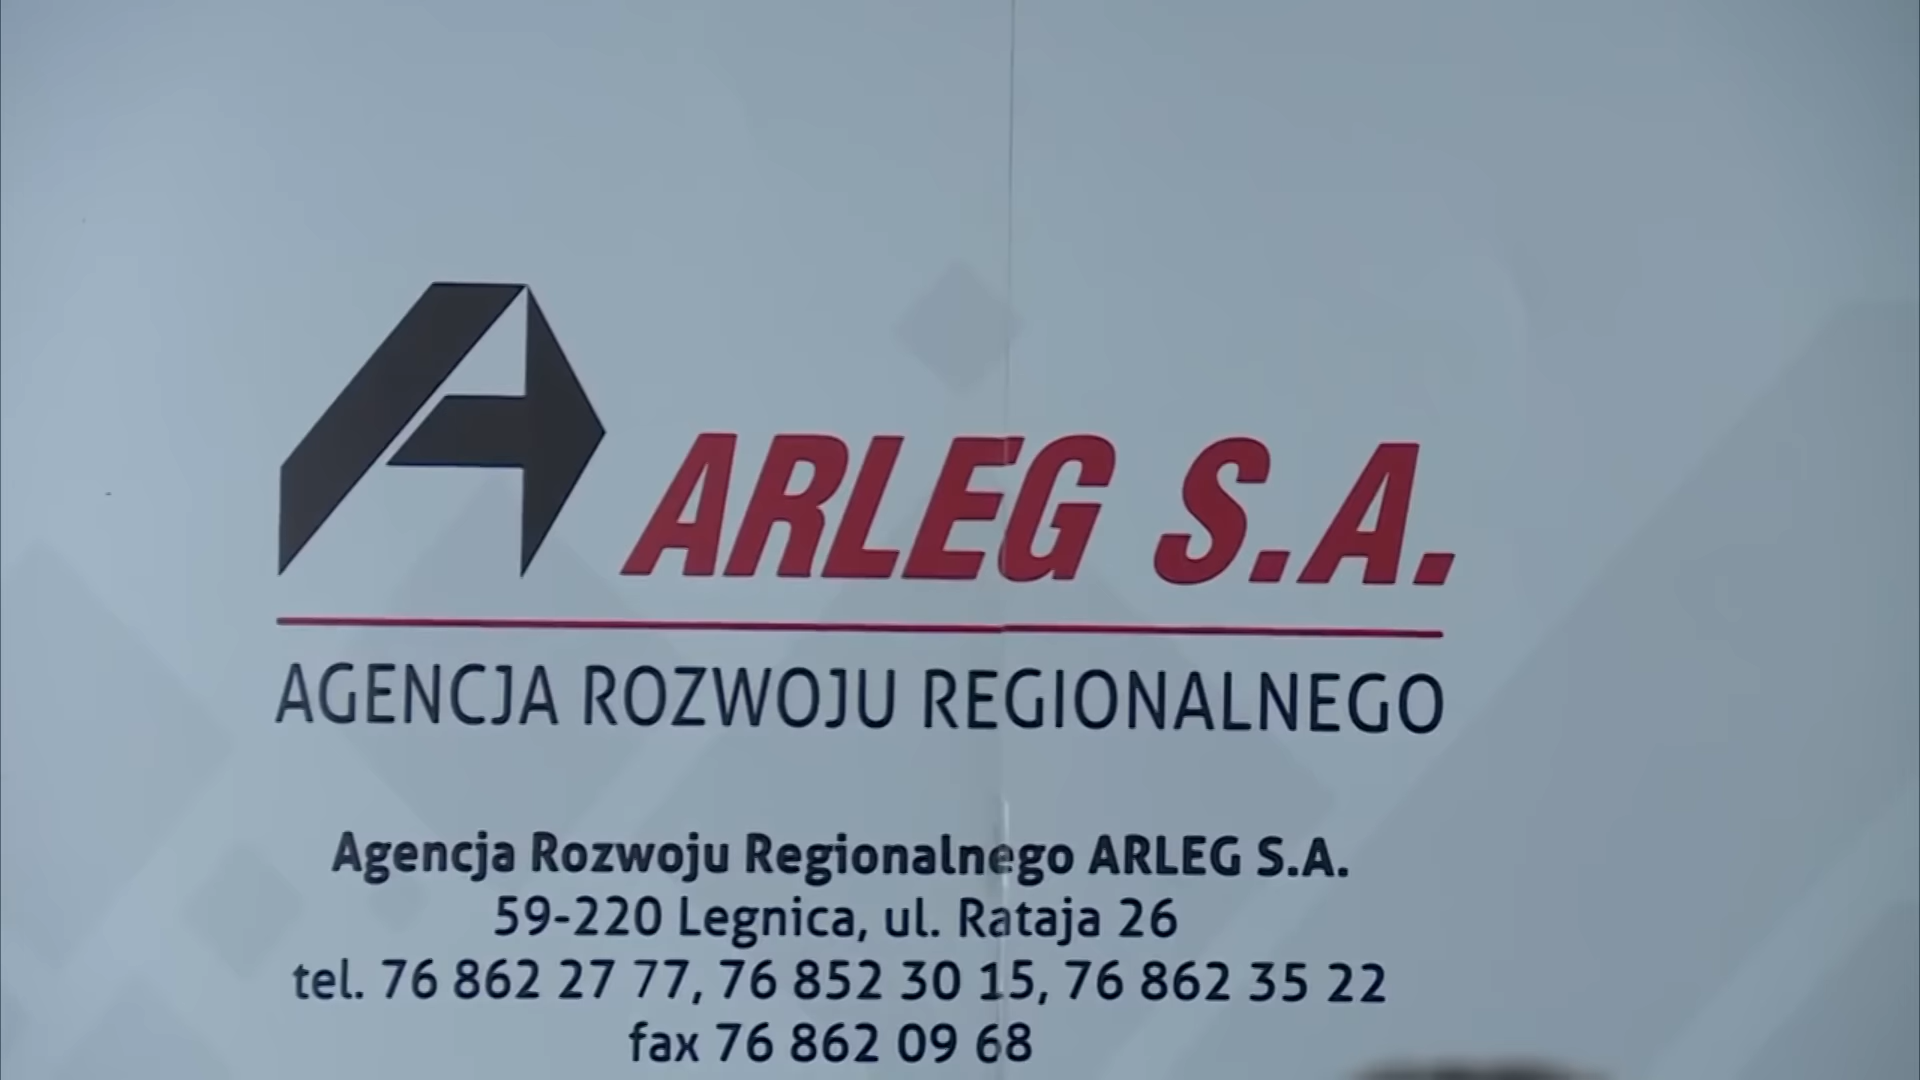 ARLEG S.A.
AGENCJA ROZWOJU REGIONALNEGO
Agencja Rozwoju Regionalnego ARLEG S.A.
59-220 Legnica, ul. Rataja 26
tel. 76 862 27 77, 76 852 30 15, 76 862 35 22
fax 76 862 09 68